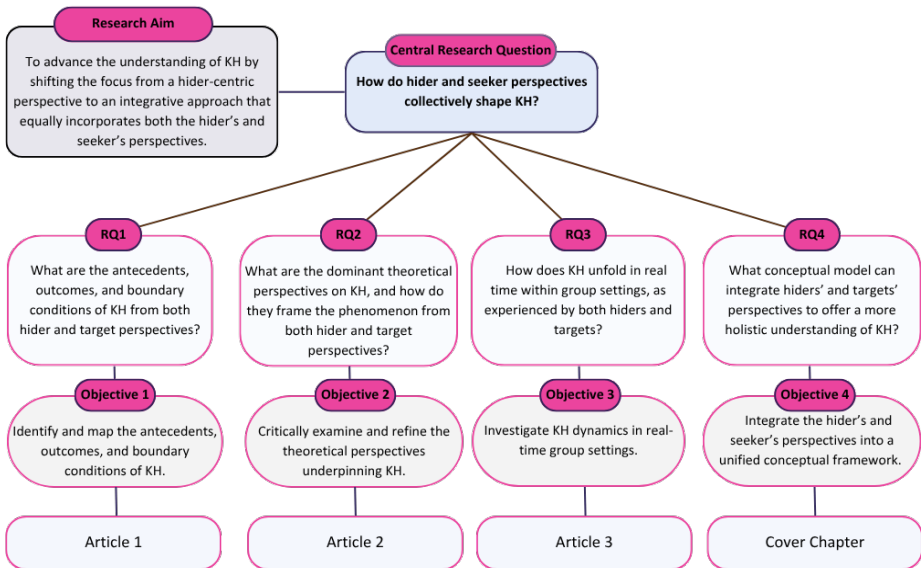 Research Aim
To advance the understanding of KH by
shifting the focus from a hider-centric
perspective to an integrative approach that
equally incorporates both the hider's and
seeker's perspectives.
Central Research Question
How do hider and seeker perspectives
collectively shape KH?
RQ1
What are the antecedents,
outcomes, and boundary
conditions of KH from both
hider and target perspectives?
RQ2
What are the dominant theoretical
perspectives on KH, and how do
they frame the phenomenon from
both hider and target
perspectives?
RQ3
How does KH unfold in real
time within group settings, as
experienced by both hiders and
targets?
RQ4
What conceptual model can
integrate hiders' and targets'
perspectives to offer a more
holistic understanding of KH?
Objective 1
Identify and map the antecedents,
outcomes, and boundary
conditions of KH.
Objective 2
Critically examine and refine the
theoretical perspectives
underpinning KH.
Objective 3
Investigate KH dynamics in real-
time group settings.
Objective 4
Integrate the hider's and
seeker's perspectives into a
unified conceptual framework.
Article 1
Article 2
Article 3
Cover Chapter